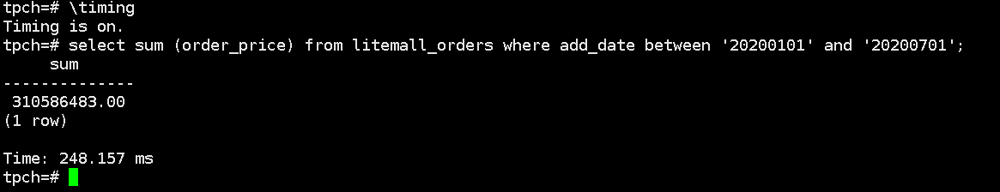 tpch=# \timing
Timing is on.
tpch=# select sum (order_price) from litemall_orders where add_date between '20200101' and '20200701';
sum
--------------
310586483.00
(1 row)
Time: 248.157 ms
tpch=#